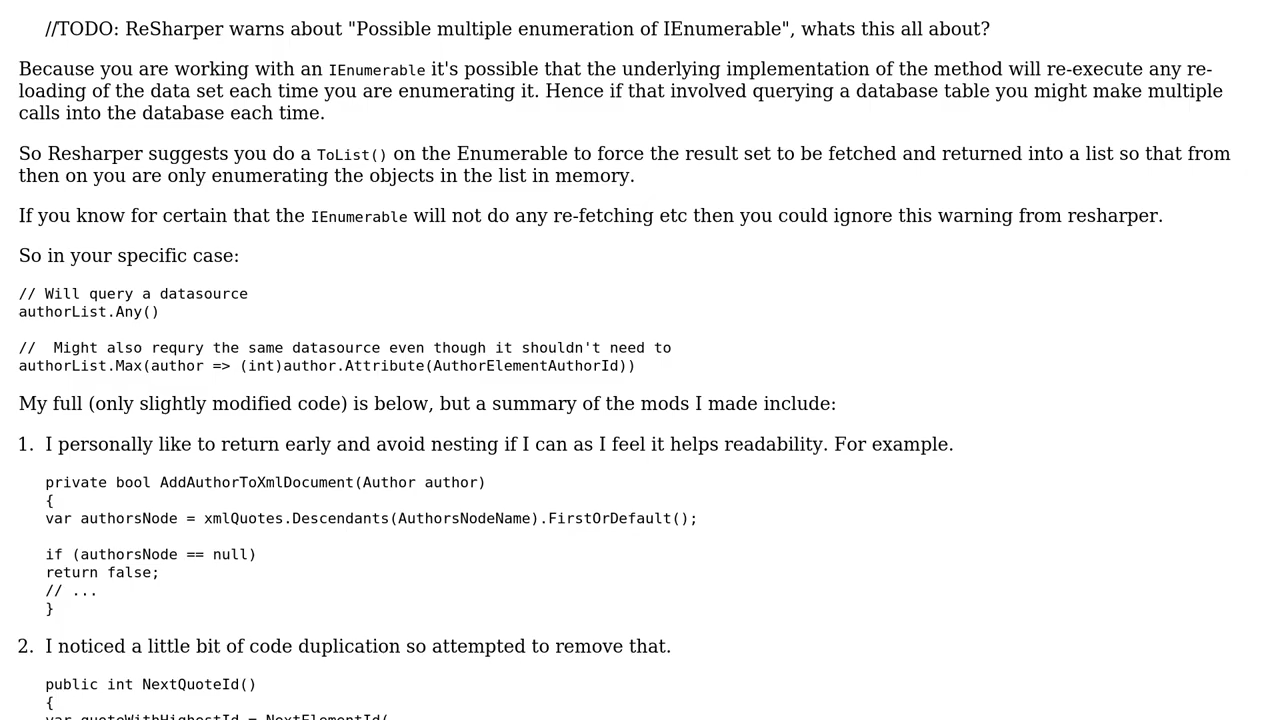 //TODO: ReSharper warns about "Possible multiple enumeration of IEnumerable", whats this all about?
Because you are working with an IEnumerable it's possible that the underlying implementation of the method will re-execute any re-
loading of the data set each time you are enumerating it. Hence if that involved querying a database table you might make multiple
calls into the database each time.
So Resharper suggests you do a ToList() on the Enumerable to force the result set to be fetched and returned into a list so that from
then on you are only enumerating the objects in the list in memory.
If you know for certain that the IEnumerable will not do any re-fetching etc then you could ignore this warning from resharper.
So in your specific case:
// Will query a datasource
authorList.Any()
//  Might also requry the same datasource even though it shouldn't need to
authorList.Max(author => (int)author.Attribute(AuthorElementAuthorId))
My full (only slightly modified code) is below, but a summary of the mods I made include:
1. I personally like to return early and avoid nesting if I can as I feel it helps readability. For example.
private bool AddAuthorToXmlDocument(Author author)
{
var authorsNode = xmlQuotes.Descendants(AuthorsNodeName).FirstOrDefault();
if (authorsNode == null)
return false;
// ...
}
2. I noticed a little bit of code duplication so attempted to remove that.
public int NextQuoteId()
{
var quoteWithHighestId = NextElementId(